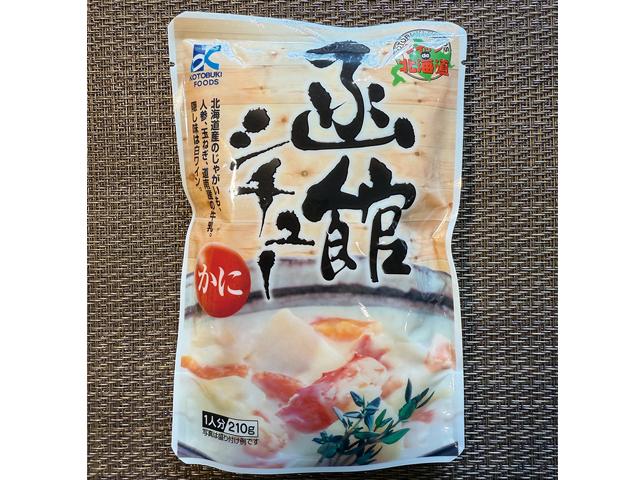 KOTOBUKI
FOODS
北海道
函館
シチュー
北海道産のじゃがいも、
人参、玉ねぎ、道南産の牛乳。
隠し味は白ワイン。
かに
1人分/210g
写真は盛り付け例です